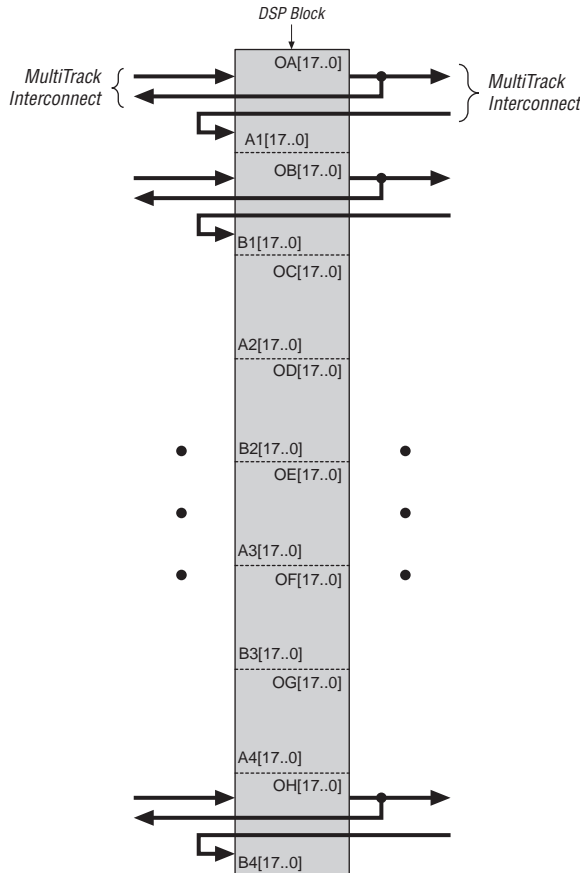 DSP Block
OA[17..0]
MultiTrack
Interconnect
MultiTrack
Interconnect
A1[17..0]
OB[17..0]
B1[17..0]
OC[17..0]
A2[17..0]
OD[17..0]
B2[17..0]
OE[17..0]
A3[17..0]
OF[17..0]
B3[17..0]
OG[17..0]
A4[17..0]
OH[17..0]
B4[17..0]